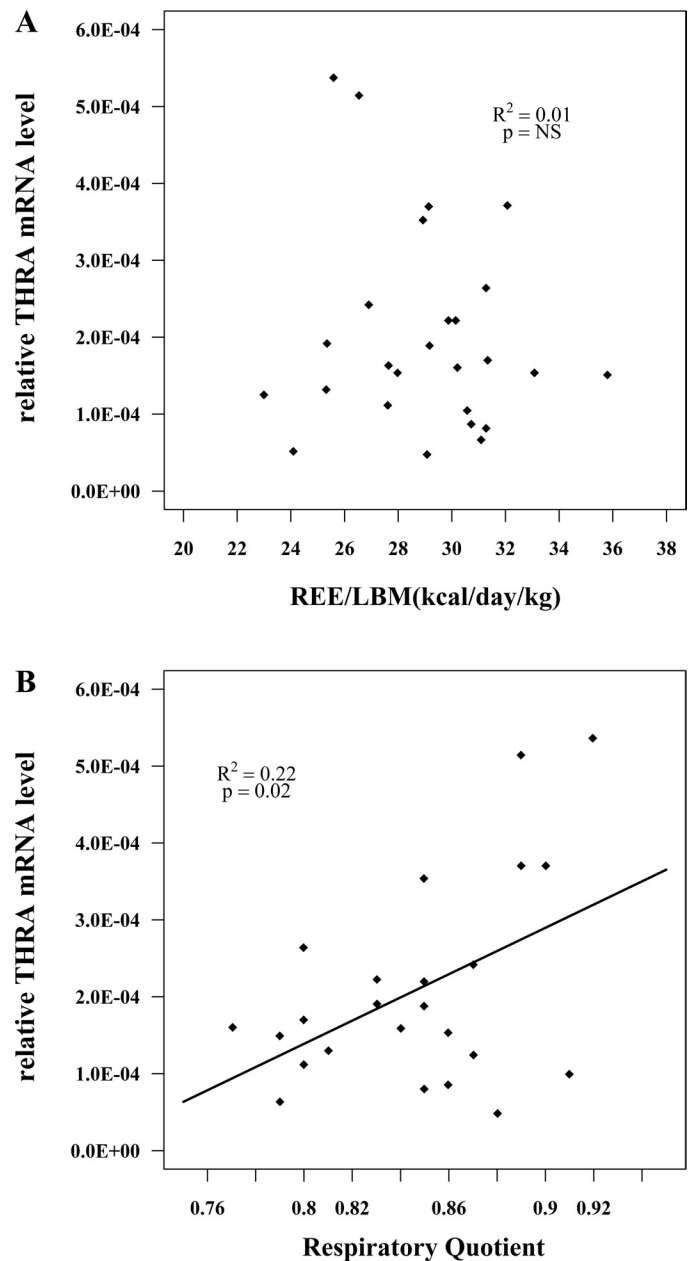 A
relative THRA mRNA level
6.0E-04
5.0E-04
4.0E-04
3.0E-04
2.0E-04
1.0E-04
0.0E+00
R² = 0.01
p = NS
20 22 24 26 28 30 32 34 36 38
REE/LBM(kcal/day/kg)
B
relative THRA mRNA level
6.0E-04
5.0E-04
4.0E-04
3.0E-04
2.0E-04
1.0E-04
0.0E+00
R² = 0.22
p = 0.02
0.76 0.8 0.82 0.86 0.9 0.92
Respiratory Quotient